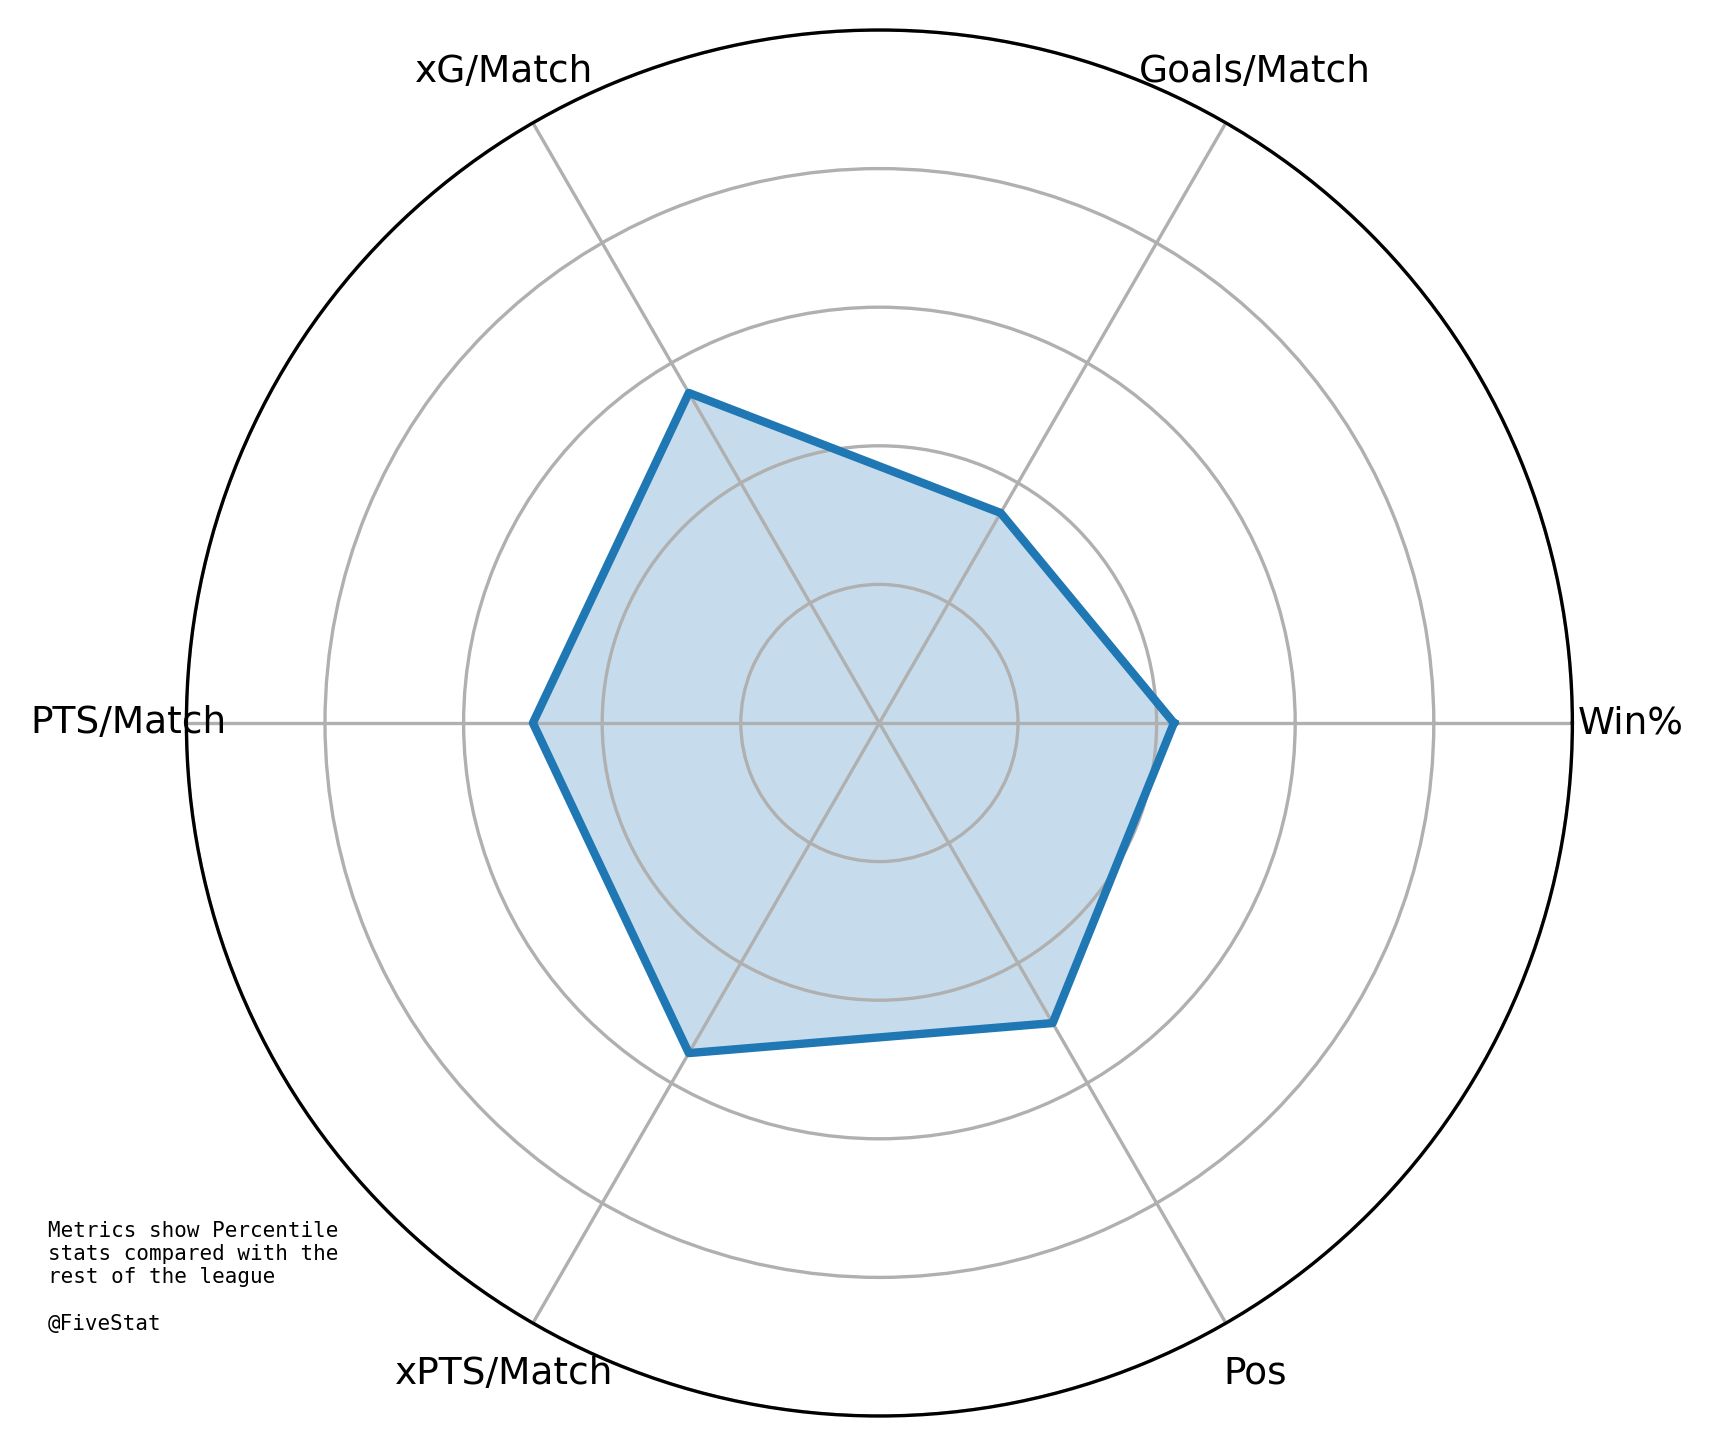 xG/Match
Goals/Match
PTS/Match
Win%
Metrics show Percentile
stats compared with the
rest of the league
@FiveStat
xPTS/Match
Pos